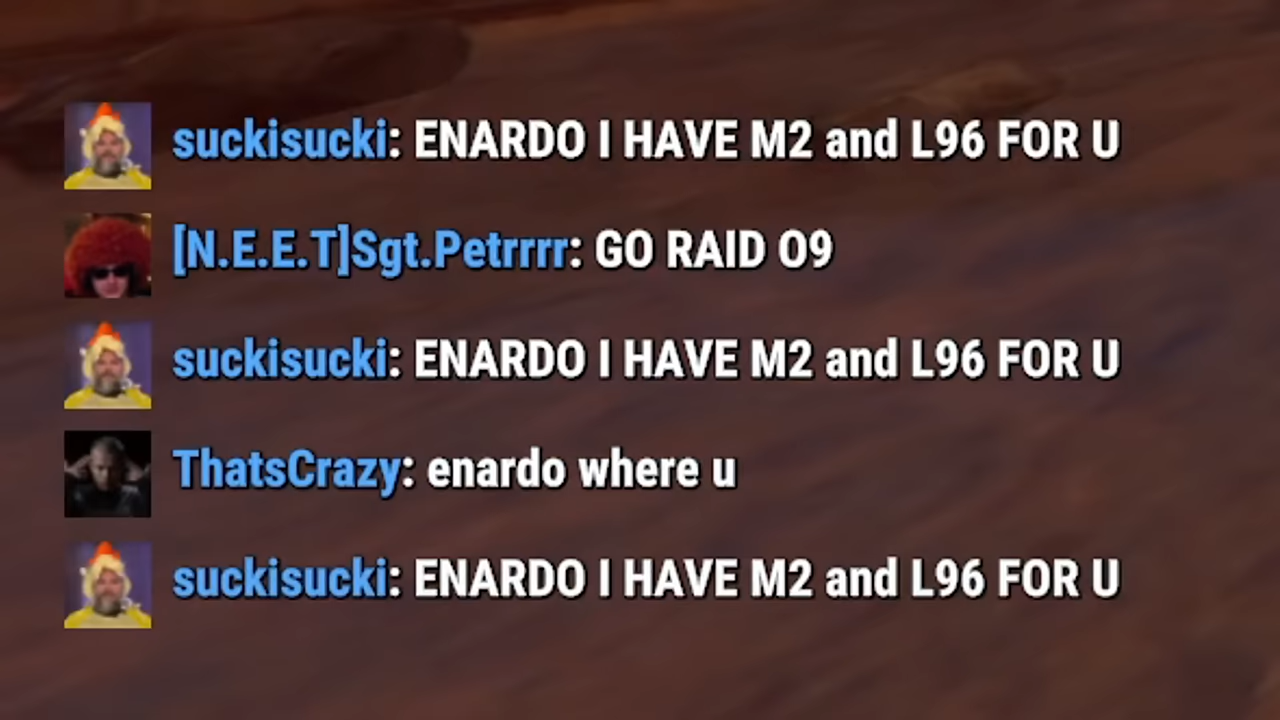 suckisucki: ENARDO I HAVE M2 and L96 FOR U
[N.E.E.T]Sgt.Petrrrr: GO RAID O9
suckisucki: ENARDO I HAVE M2 and L96 FOR U
ThatsCrazy: enardo where u
suckisucki: ENARDO I HAVE M2 and L96 FOR U